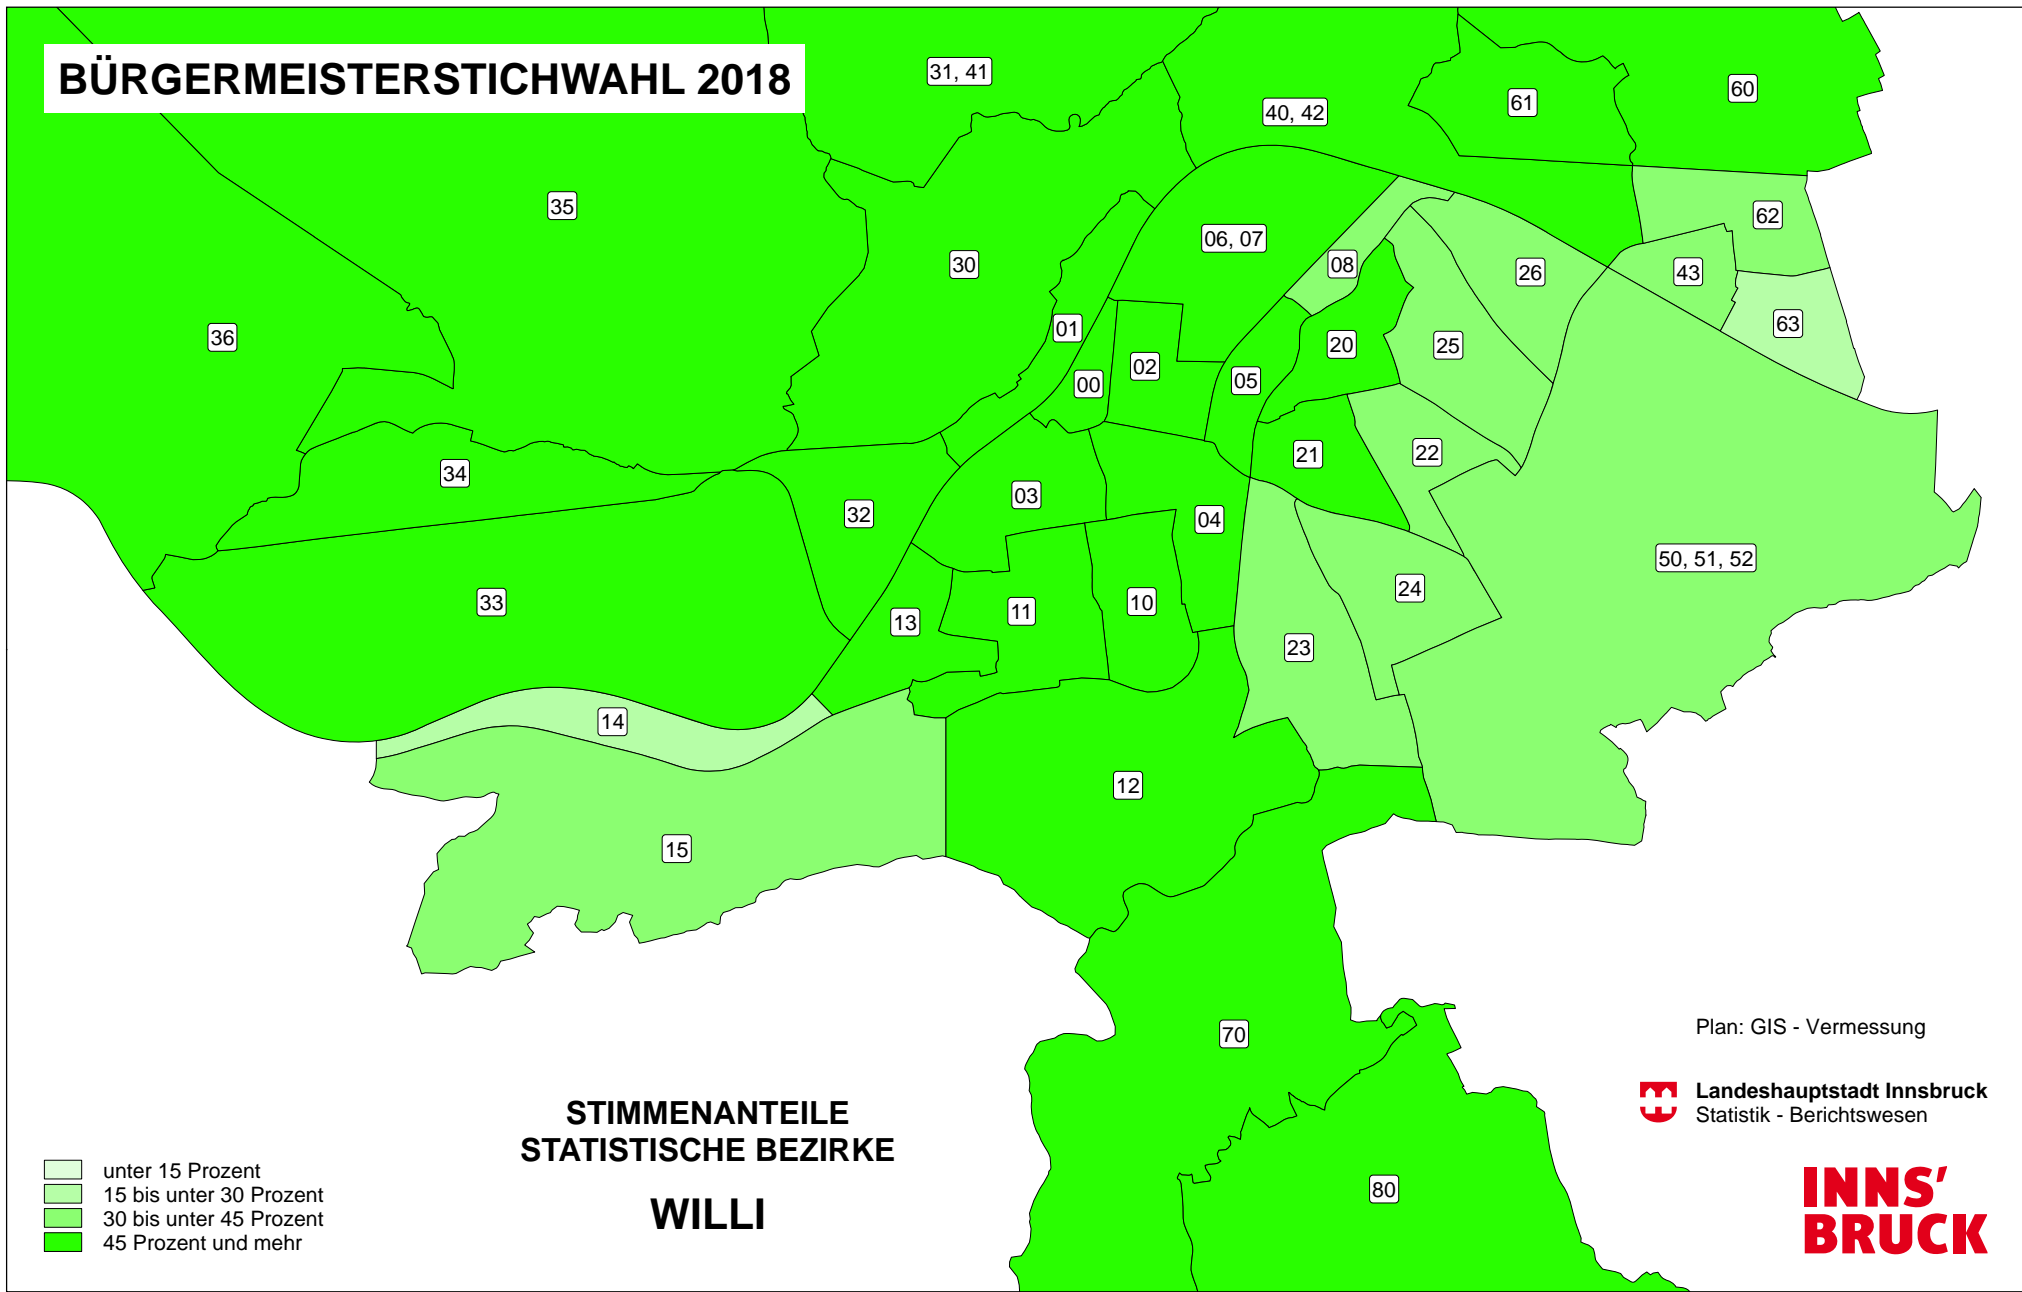 BÜRGERMEISTERSTICHWAHL 2018
31, 41
60
61
40, 42
35
62
06, 07
30
08
26
43
63
01
36
20
25
02
05
00
22
21
34
03
32
04
50, 51, 52
24
33
10
11
13
23
14
12
15
70
Plan: GIS - Vermessung
Landeshauptstadt Innsbruck
Statistik - Berichtswesen
STIMMENANTEILE
STATISTISCHE BEZIRKE
WILLI
80
unter 15 Prozent
15 bis unter 30 Prozent
30 bis unter 45 Prozent
45 Prozent und mehr
INNS'
BRUCK